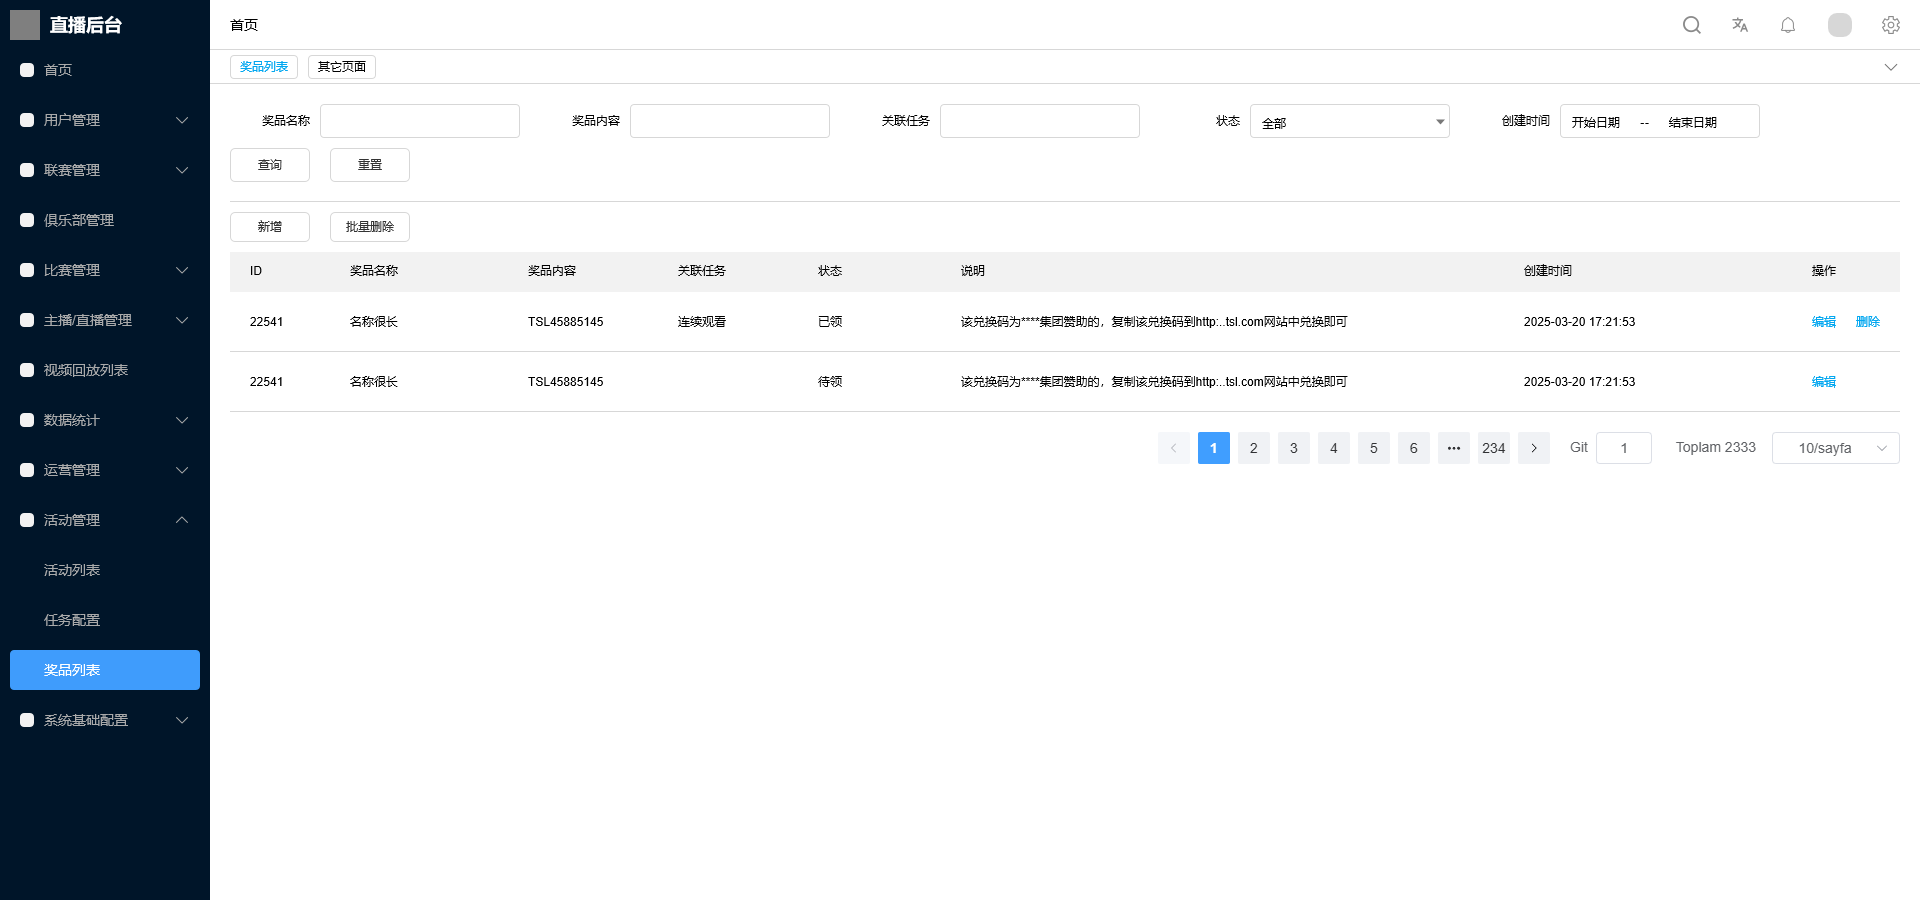 直播后台
首页
用户管理
联赛管理
俱乐部管理
比赛管理
主播/直播管理
视频回放列表
数据统计
运营管理
活动管理
活动列表
任务配置
奖品列表
系统基础配置
首页
奖品列表 其它页面
奖品名称 奖品内容 关联任务 状态 全部 创建时间 开始日期 -- 结束日期
查询 重置
新增 批量删除
ID 奖品名称 奖品内容 关联任务 状态 说明 创建时间 操作
22541 名称很长 TSL45885145 连续观看 已领 该兑换码为****集团赞助的，复制该兑换码到http:..tsl.com网站中兑换即可 2025-03-20 17:21:53 编辑 删除
22541 名称很长 TSL45885145 待领 该兑换码为****集团赞助的，复制该兑换码到http:..tsl.com网站中兑换即可 2025-03-20 17:21:53 编辑
1 2 3 4 5 6 ••• 234 Git 1 Toplam 2333 10/sayfa